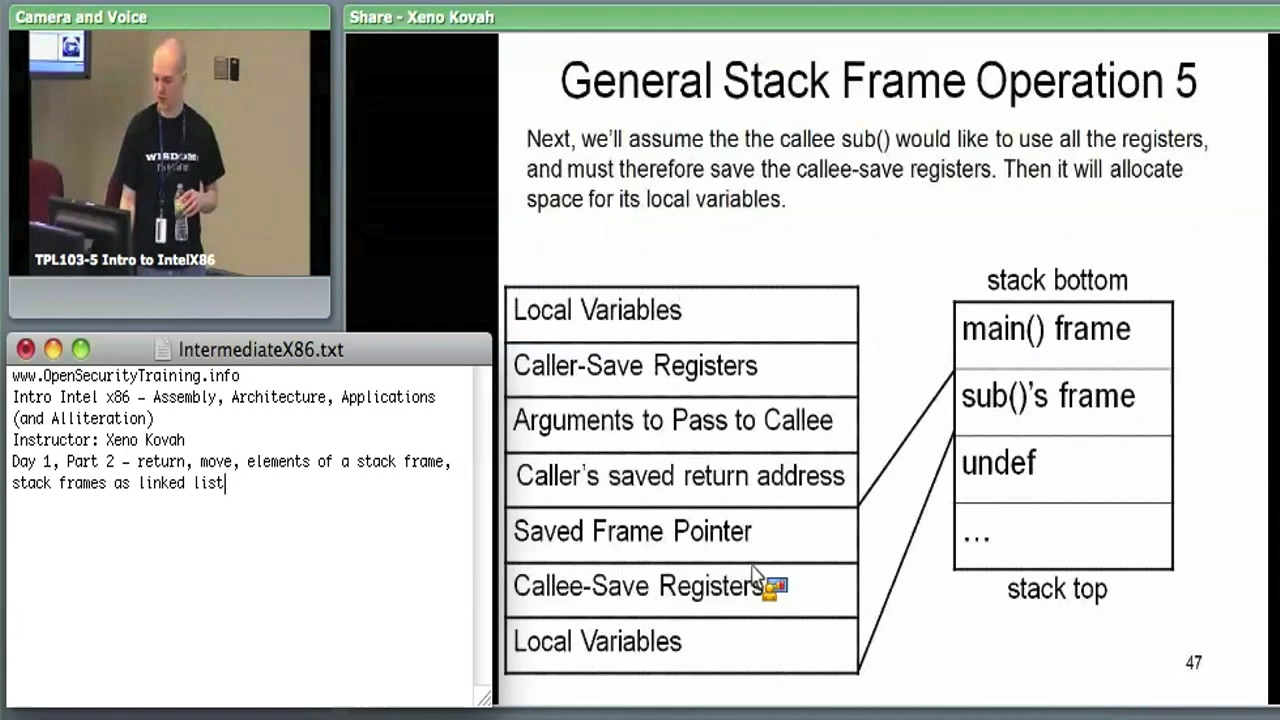 Camera and Voice
Share - Xeno Kovah
WISDOM
TPL103-5 Intro to IntelX86
IntermediateX86.txt
www.OpenSecurityTraining.info
Intro Intel x86 – Assembly, Architecture, Applications
(and Alliteration)
Instructor: Xeno Kovah
Day 1, Part 2 – return, move, elements of a stack frame,
stack frames as linked list
General Stack Frame Operation 5
Next, we'll assume the the callee sub() would like to use all the registers,
and must therefore save the callee-save registers. Then it will allocate
space for its local variables.
Local Variables
Caller-Save Registers
Arguments to Pass to Callee
Caller's saved return address
Saved Frame Pointer
Callee-Save Registers
Local Variables
stack bottom
main() frame
sub()'s frame
undef
…
stack top
47